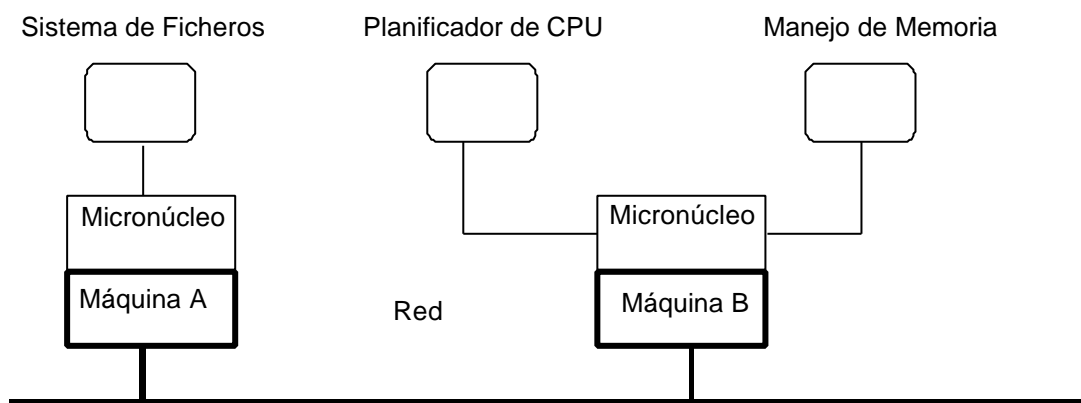 Sistema de Ficheros
Planificador de CPU
Manejo de Memoria
Micronúcleo
Micronúcleo
Máquina A
Red
Máquina B